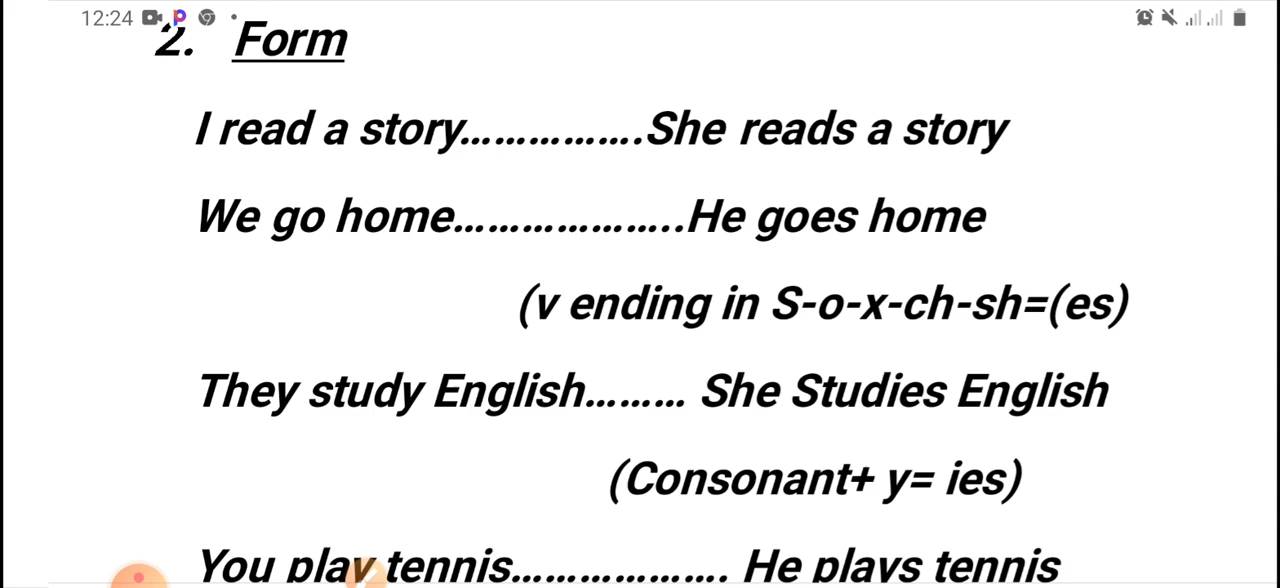 12:24
2. Form
I read a story................She reads a story
We go home....................He goes home
(v ending in S-o-x-ch-sh=(es)
They study English......... She Studies English
(Consonant+ y= ies)
You play tennis................... He plays tennis